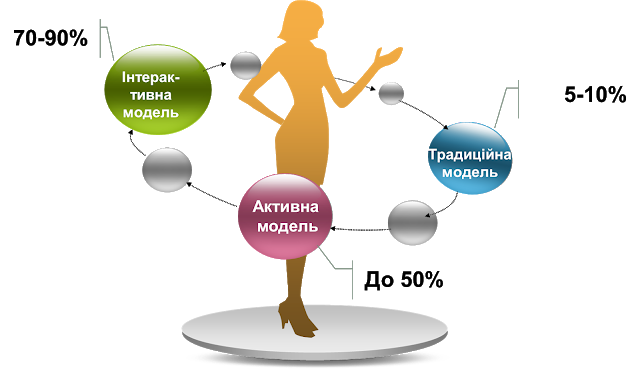 70-90%
Інтерак-
тивна
модель
5-10%
Традиційна
модель
Активна
модель
До 50%